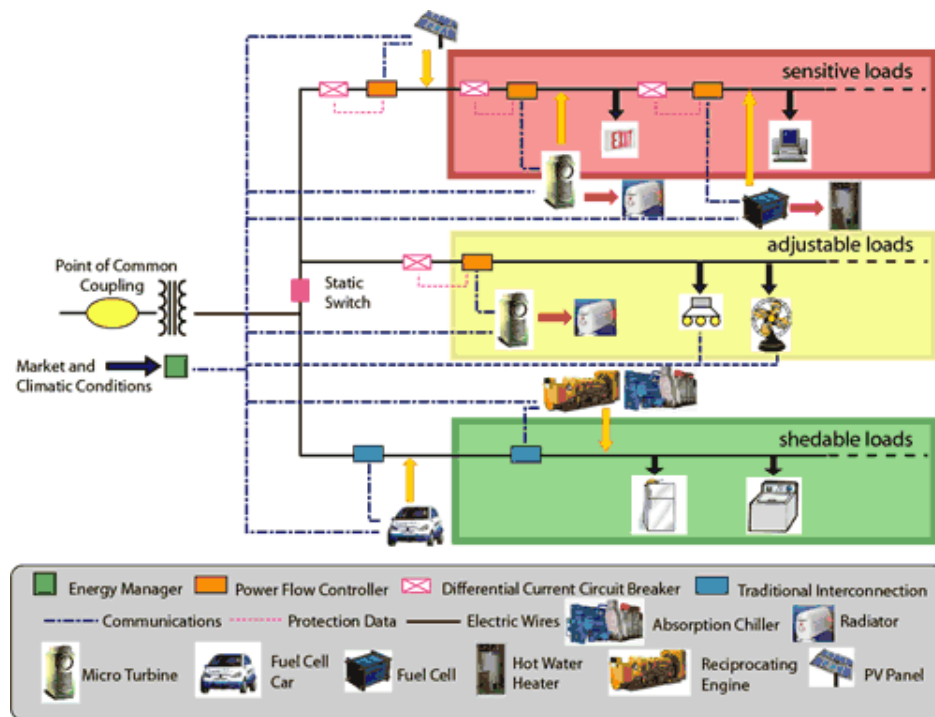 sensitive loads
EXIT
adjustable loads
Point of Common
Coupling
Static
Switch
Market and
Climatic Conditions
shedable loads
Energy Manager
Power Flow Controller
Differential Current Circuit Breaker
Traditional Interconnection
Communications
Protection Data
Electric Wires
Absorption Chiller
Radiator
Micro Turbine
Fuel Cell
Car
Fuel Cell
Hot Water
Heater
Reciprocating
Engine
PV Panel